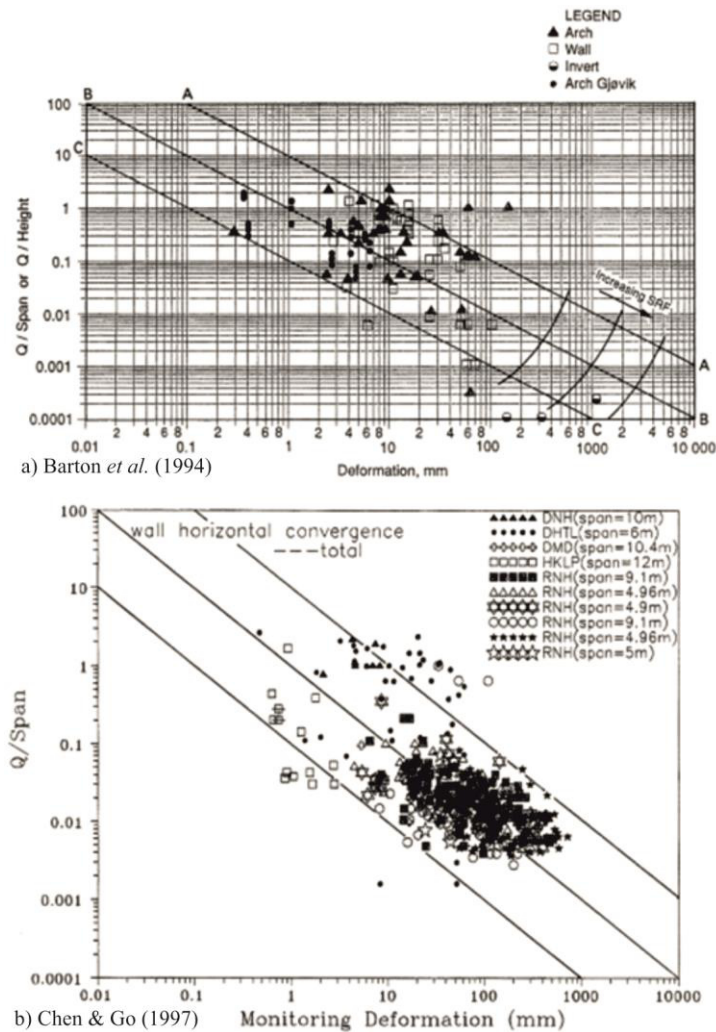 LEGEND
Arch
Wall
Invert
Arch Gjøvik
B
A
C
100
10
1
0.1
0.01
0.001
0.0001
Q / Span or Q / Height
Increasing SRF
A
B
C
0.01 2 4 6 8 0.1 2 4 6 8 1 2 4 6 8 10 2 4 6 8 100 2 4 6 8 1000 2 4 6 8 10 000
a) Barton et al. (1994)
Deformation, mm
wall horizontal convergence
----total
DNH(span=10m)
DHTL(span=6m)
DMD(span=10.4m)
HKLP(span=12m)
RNH(span=9.1m)
RNH(span=4.96m)
RNH(span=4.9m)
RNH(span=9.1m)
RNH(span=4.96m)
RNH(span=5m)
100
10
1
0.1
0.01
0.001
0.0001
Q/Span
0.01 0.1 1 10 100 1000 10000
b) Chen & Go (1997)
Monitoring Deformation (mm)